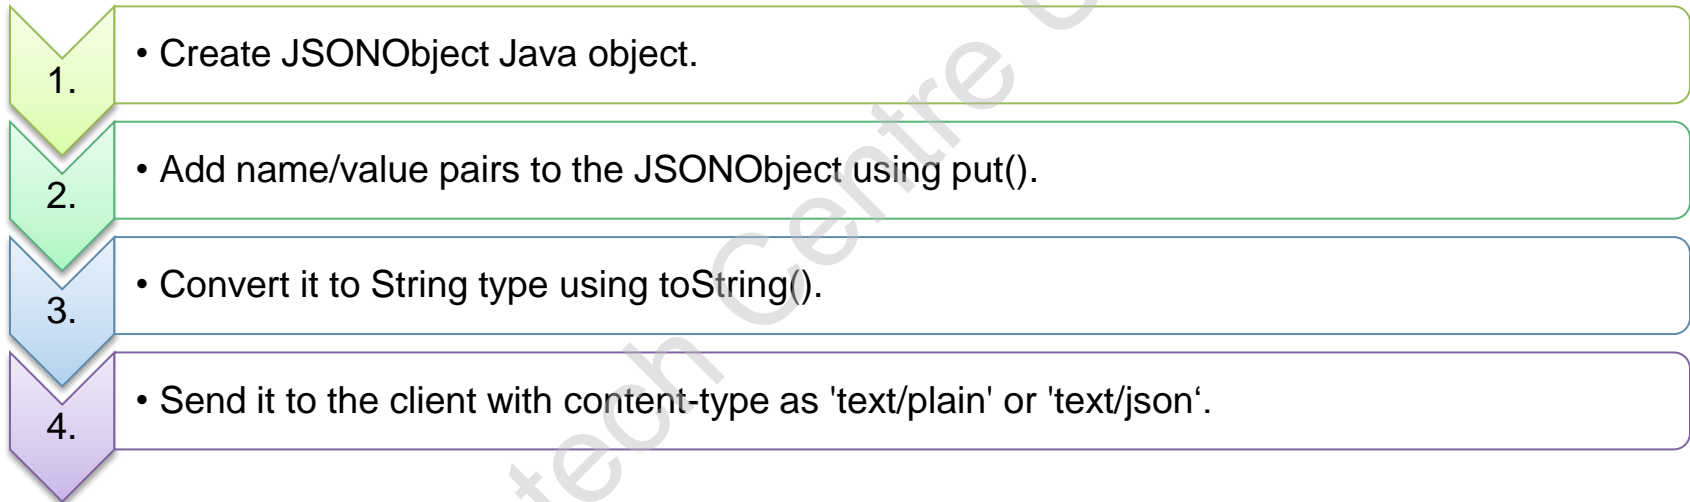 1.
• Create JSONObject Java object.
2.
• Add name/value pairs to the JSONObject using put().
3.
• Convert it to String type using toString().
4.
• Send it to the client with content-type as 'text/plain' or 'text/json‘.
tech Centre